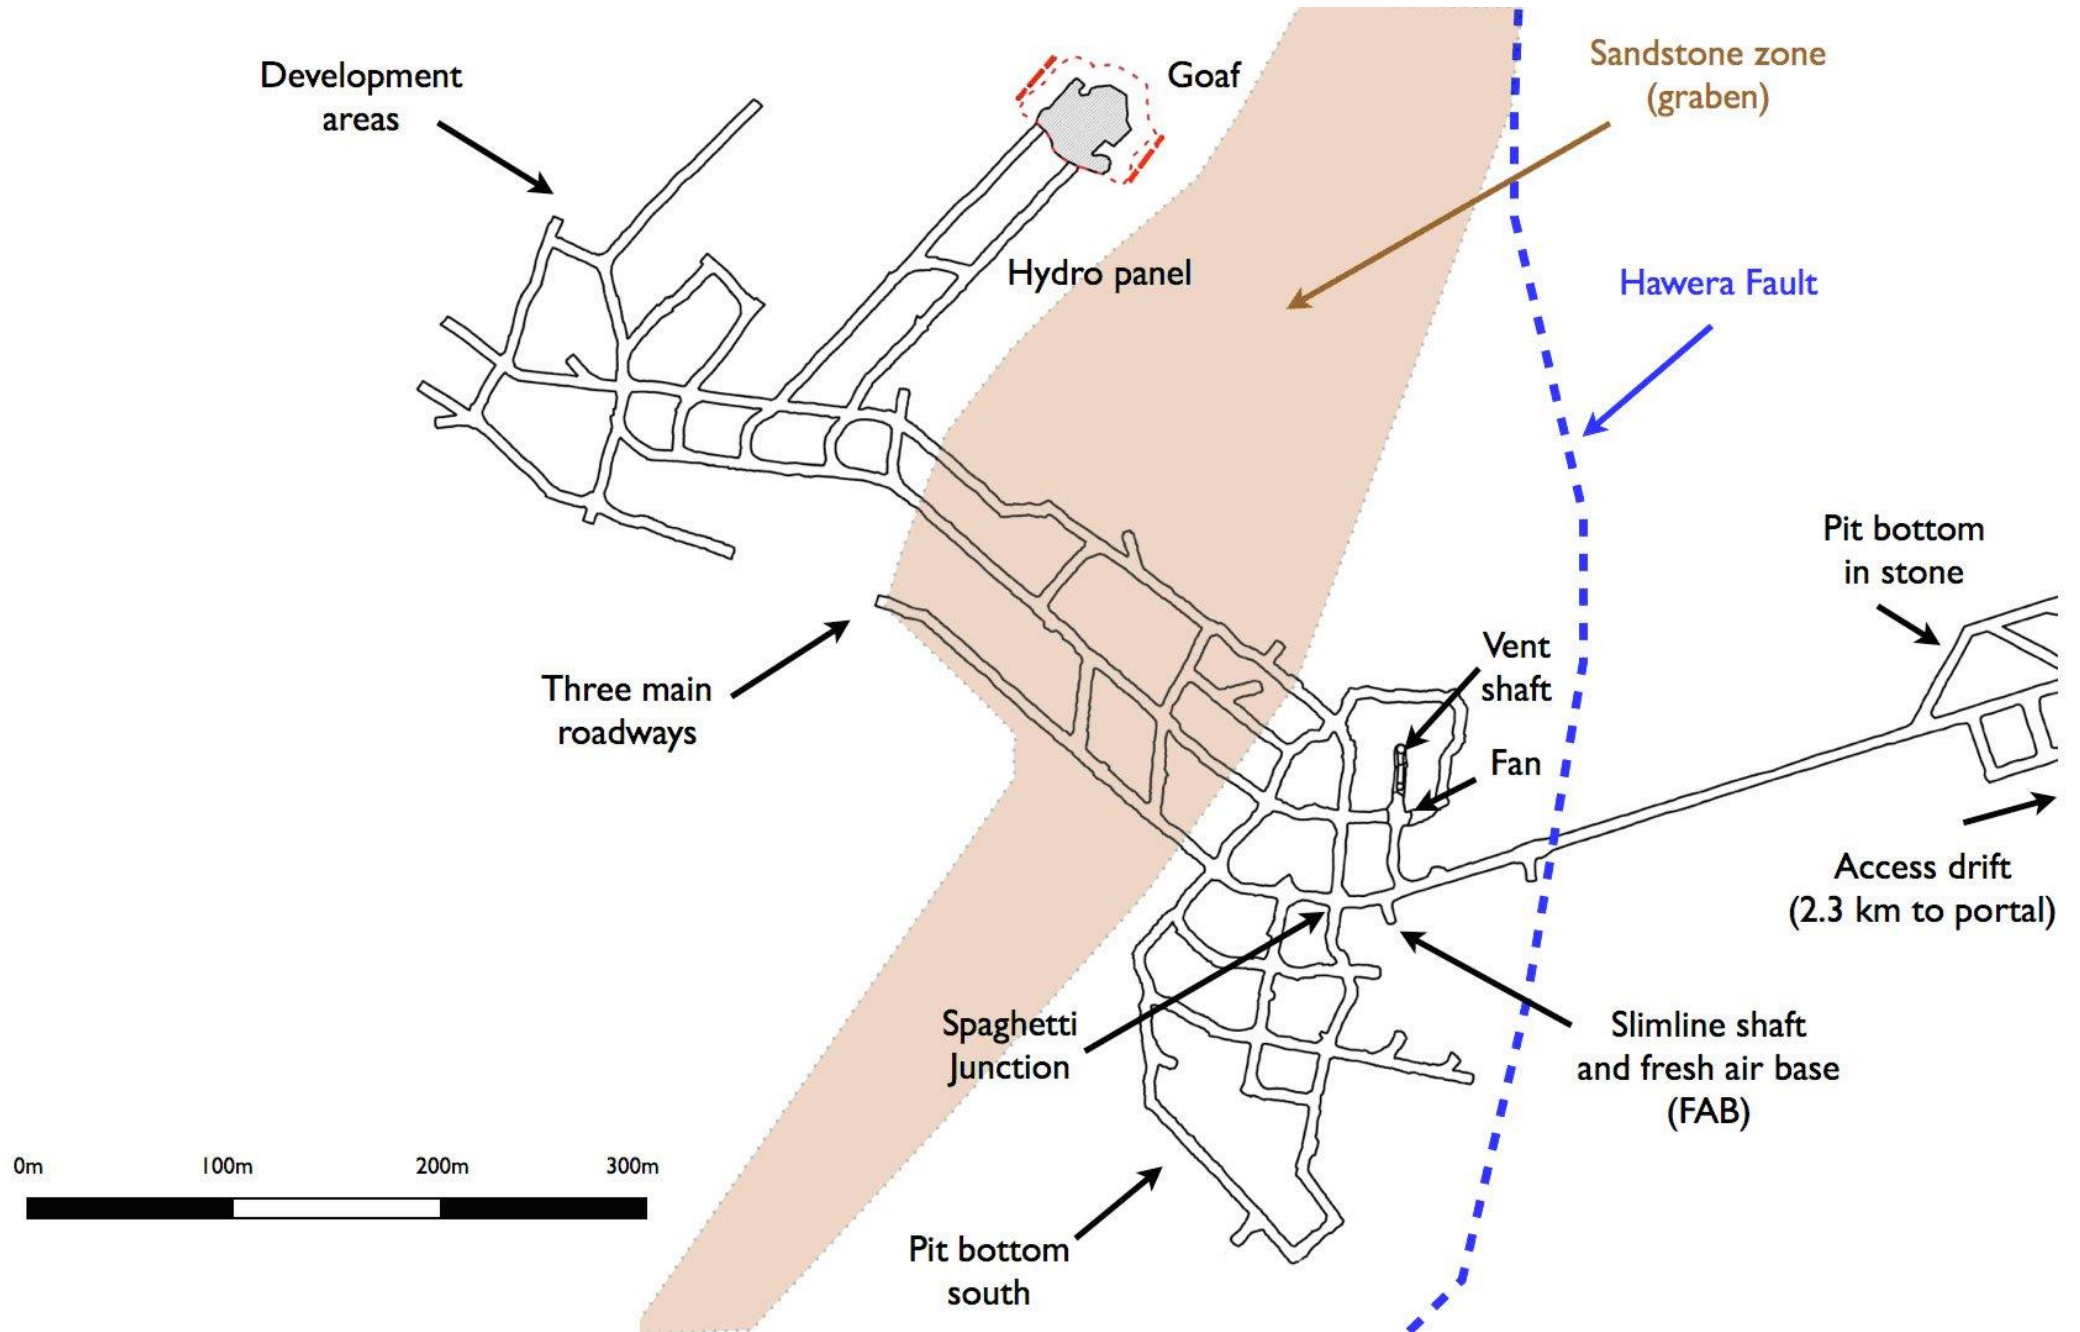 Development
areas
Goaf
Sandstone zone
(graben)
Hydro panel
Hawera Fault
Pit bottom
in stone
Three main
roadways
Vent
shaft
Fan
Access drift
(2.3 km to portal)
Spaghetti
Junction
Slimline shaft
and fresh air base
(FAB)
0m 100m 200m 300m
Pit bottom
south